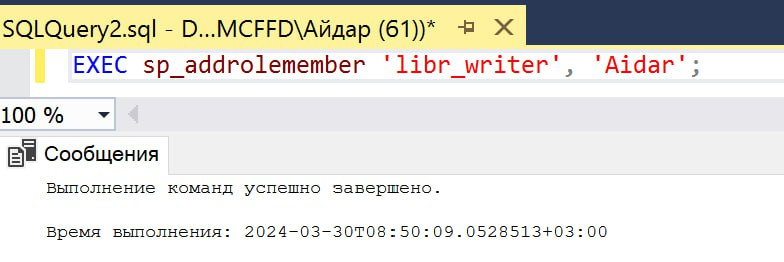 SQLQuery2.sql - D...MCFFD\Айдар (61))*
EXEC sp_addrolemember 'libr_writer', 'Aidar';
100 %
Сообщения
Выполнение команд успешно завершено.
Время выполнения: 2024-03-30T08:50:09.0528513+03:00